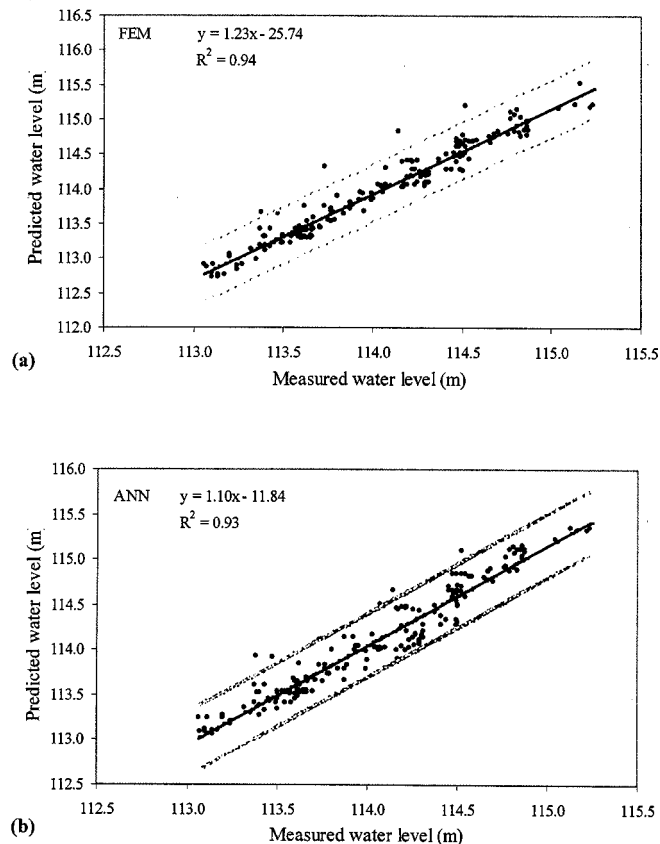 116.5
116.0
115.5
115.0
114.5
114.0
113.5
113.0
112.5
112.0
Predicted water level (m
FEM y = 1.23x - 25.74
R² = 0.94
112.5 113.0 113.5 114.0 114.5 115.0 115.5
Measured water level (m)
(a)
116.0
115.5
115.0
114.5
114.0
113.5
113.0
112.5
Predicted water level (m
ANN y = 1.10x - 11.84
R² = 0.93
112.5 113.0 113.5 114.0 114.5 115.0 115.5
Measured water level (m)
(b)